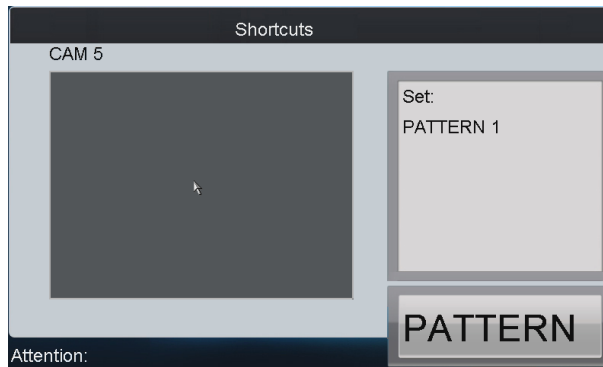 Shortcuts
CAM 5
Set:
PATTERN 1
PATTERN
Attention: